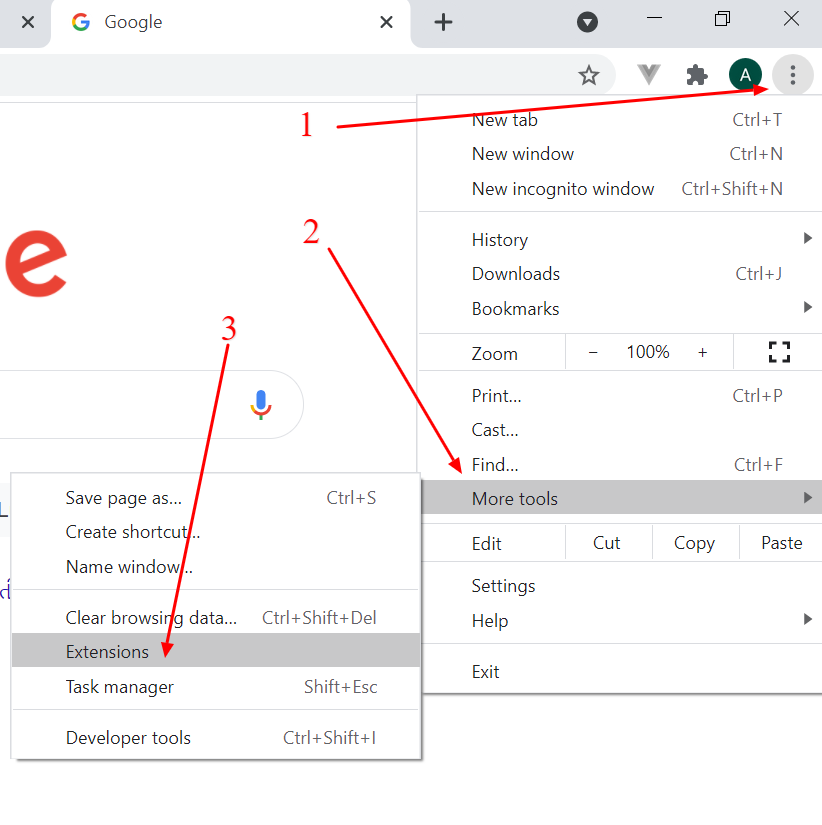 Google
A
1
New tab Ctrl+T
New window Ctrl+N
New incognito window Ctrl+Shift+N
2
History
Downloads Ctrl+J
e
Bookmarks
3
Zoom − 100% +
Print... Ctrl+P
Cast...
Find... Ctrl+F
More tools
Edit Cut Copy Paste
Settings
Help
Exit
Save page as... Ctrl+S
Create shortcut...
Name window...
Clear browsing data... Ctrl+Shift+Del
Extensions
Task manager Shift+Esc
Developer tools Ctrl+Shift+I